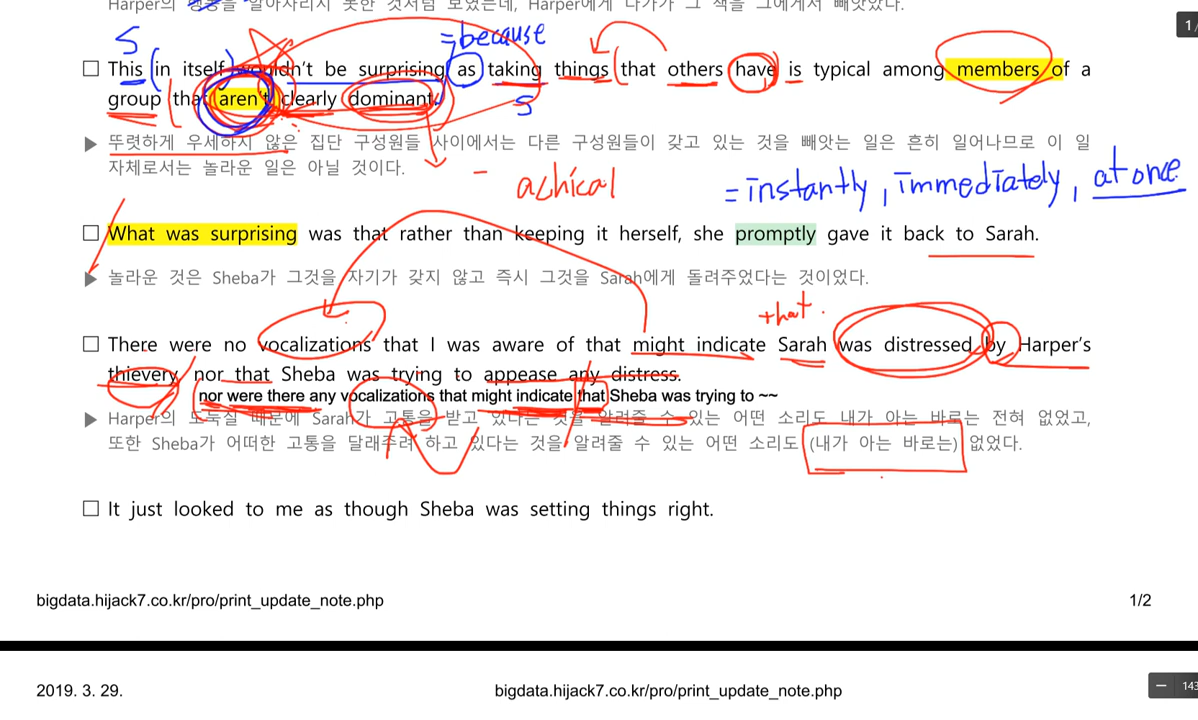 Harper의 행동을 알아차리지 못한 것처럼 보였는데, Harper에게 다가가 그 책을 그에게서 빼앗았다.
1/
S
=because
☐ This in itself wouldn't be surprising as taking things that others have is typical among members of a
S
group that aren't clearly dominant.
▶ 뚜렷하게 우세하지 않은 집단 구성원들 사이에서는 다른 구성원들이 갖고 있는 것을 빼앗는 일은 흔히 일어나므로 이 일
자체로서는 놀라운 일은 아닐 것이다.
- achical
= instantly, immediately, at once
☐ What was surprising was that rather than keeping it herself, she promptly gave it back to Sarah.
▶ 놀라운 것은 Sheba가 그것을 자기가 갖지 않고 즉시 그것을 Sarah에게 돌려주었다는 것이었다.
that.
☐ There were no vocalizations that I was aware of that might indicate Sarah was distressed by Harper's
thievery nor that Sheba was trying to appease any distress.
nor were there any vocalizations that might indicate that Sheba was trying to ~~
▶ Harper의 도둑질 때문에 Sarah가 고통을 받고 있다는 것을 알려줄 수 있는 어떤 소리도 내가 아는 바로는 전혀 없었고,
또한 Sheba가 어떠한 고통을 달래주려 하고 있다는 것을 알려줄 수 있는 어떤 소리도 (내가 아는 바로는) 없었다.
☐ It just looked to me as though Sheba was setting things right.
bigdata.hijack7.co.kr/pro/print_update_note.php 1/2
2019. 3. 29. bigdata.hijack7.co.kr/pro/print_update_note.php
— 143